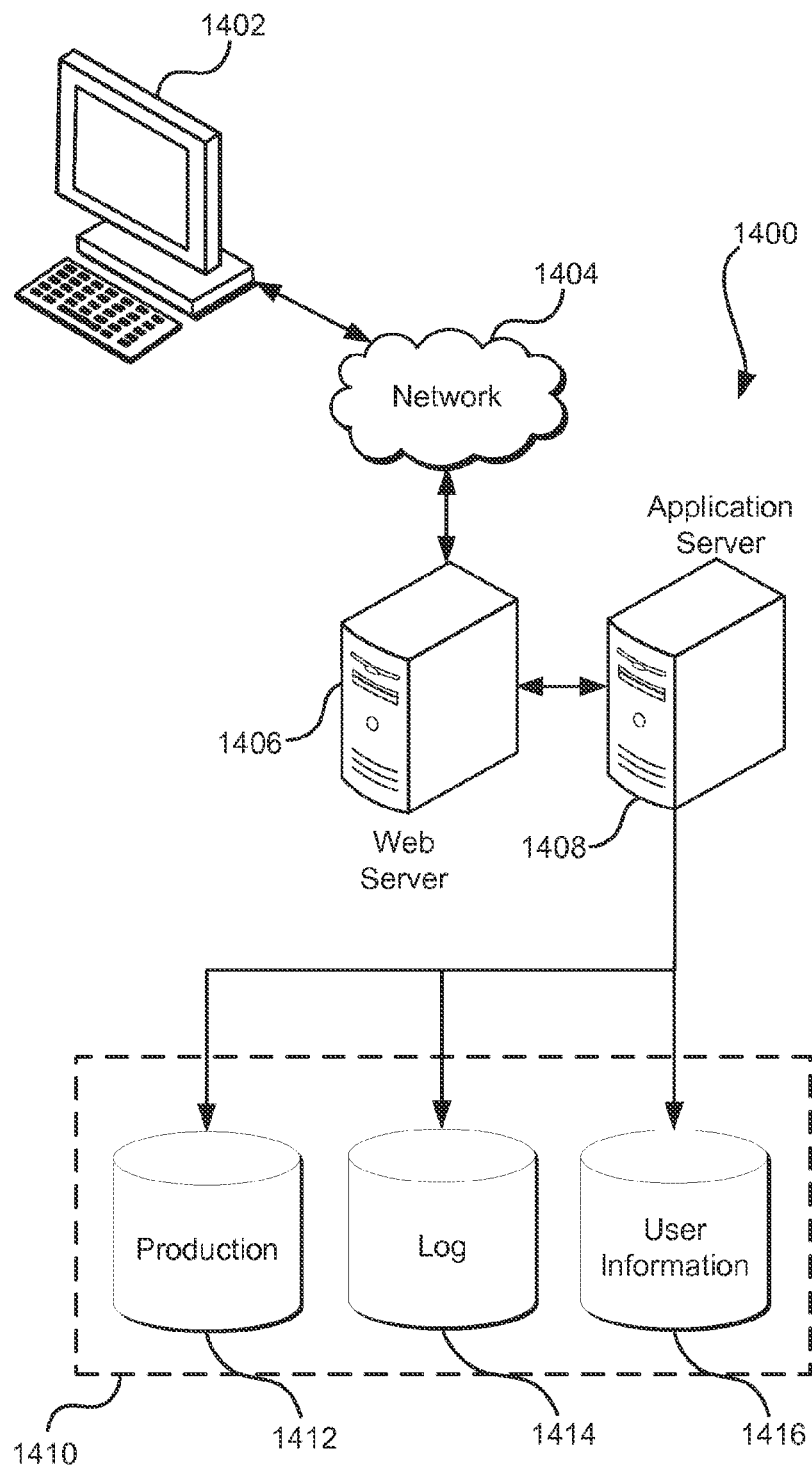 1402
1400
1404
Network
Application
Server
1406
Web
Server
1408
Production
Log
User
Information
1410
1412
1414
1416